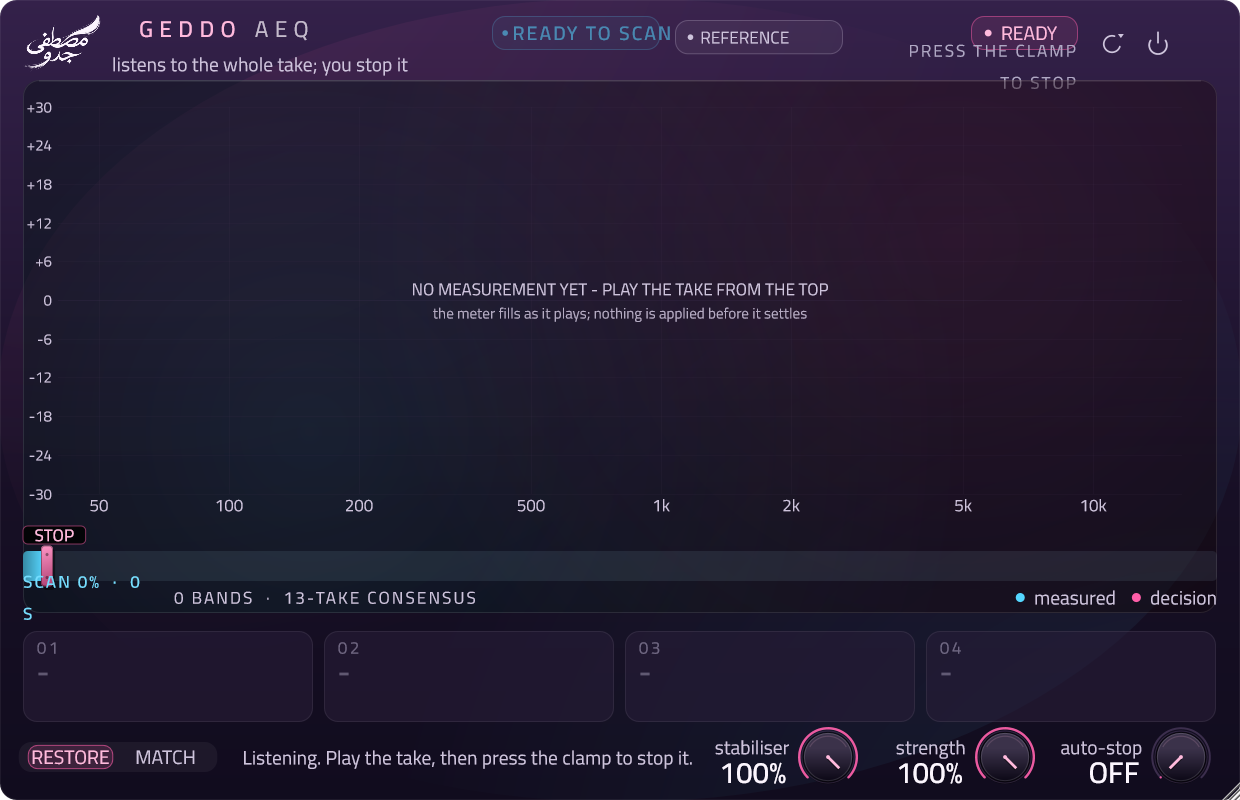 مصطفى جدو
GEDDO AEQ
listens to the whole take; you stop it
READY TO SCAN
REFERENCE
READY
PRESS THE CLAMP
TO STOP
+30
+24
+18
+12
+6
0
-6
-12
-18
-24
-30
NO MEASUREMENT YET - PLAY THE TAKE FROM THE TOP
the meter fills as it plays; nothing is applied before it settles
50 100 200 500 1k 2k 5k 10k
STOP
SCAN 0% · 0
S
0 BANDS · 13-TAKE CONSENSUS
measured decision
01 02 03 04
– – – –
RESTORE MATCH
Listening. Play the take, then press the clamp to stop it.
stabiliser
100%
strength
100%
auto-stop
OFF